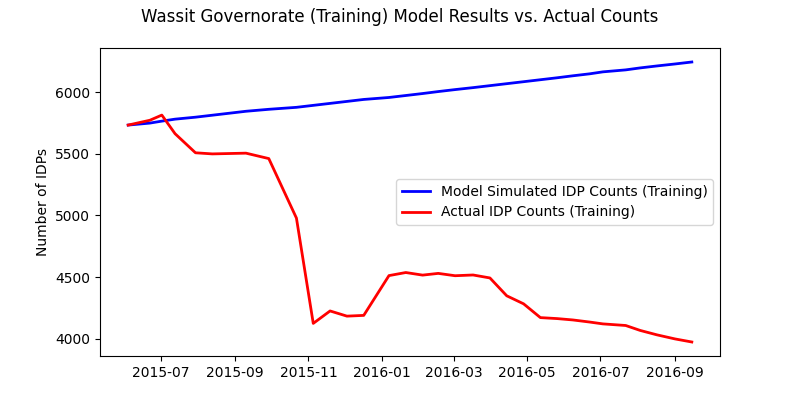 Wassit Governorate (Training) Model Results vs. Actual Counts
Number of IDPs
6000
5500
5000
4500
4000
Model Simulated IDP Counts (Training)
Actual IDP Counts (Training)
2015-07 2015-09 2015-11 2016-01 2016-03 2016-05 2016-07 2016-09